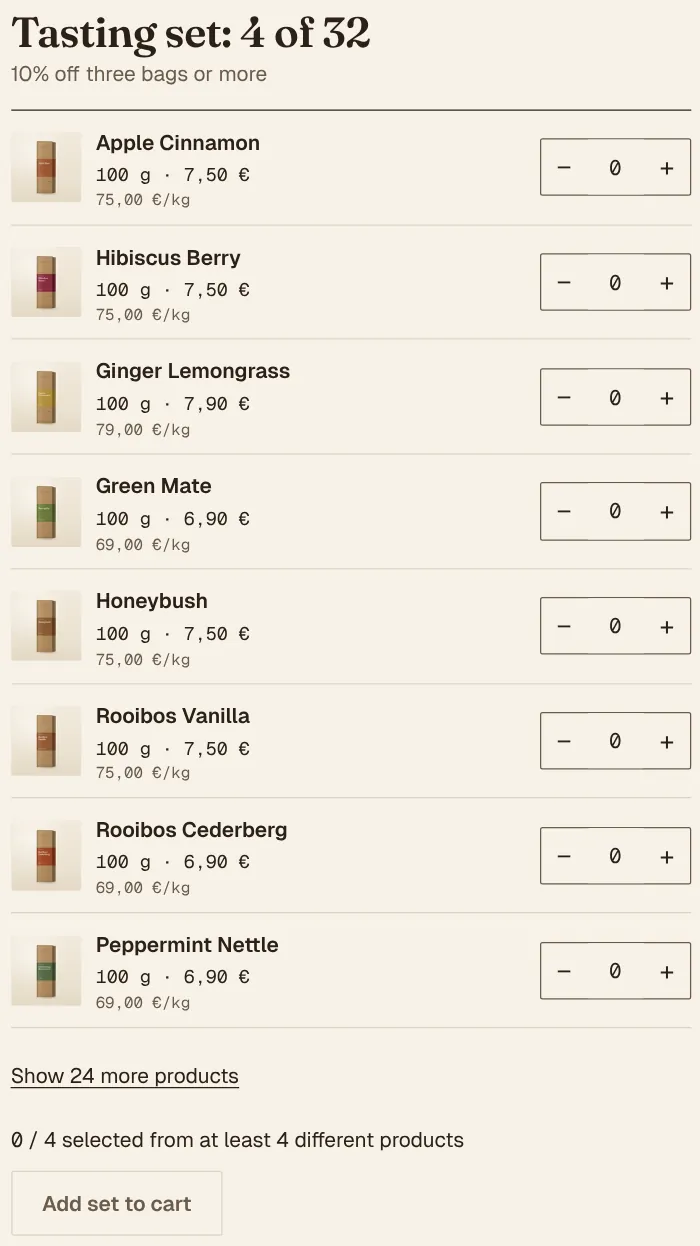 Tasting set: 4 of 32
10% off three bags or more
Apple Cinnamon
100 g · 7,50 €
75,00 €/kg
− 0 +
Hibiscus Berry
100 g · 7,50 €
75,00 €/kg
− 0 +
Ginger Lemongrass
100 g · 7,90 €
79,00 €/kg
− 0 +
Green Mate
100 g · 6,90 €
69,00 €/kg
− 0 +
Honeybush
100 g · 7,50 €
75,00 €/kg
− 0 +
Rooibos Vanilla
100 g · 7,50 €
75,00 €/kg
− 0 +
Rooibos Cederberg
100 g · 6,90 €
69,00 €/kg
− 0 +
Peppermint Nettle
100 g · 6,90 €
69,00 €/kg
− 0 +
Show 24 more products
0 / 4 selected from at least 4 different products
Add set to cart